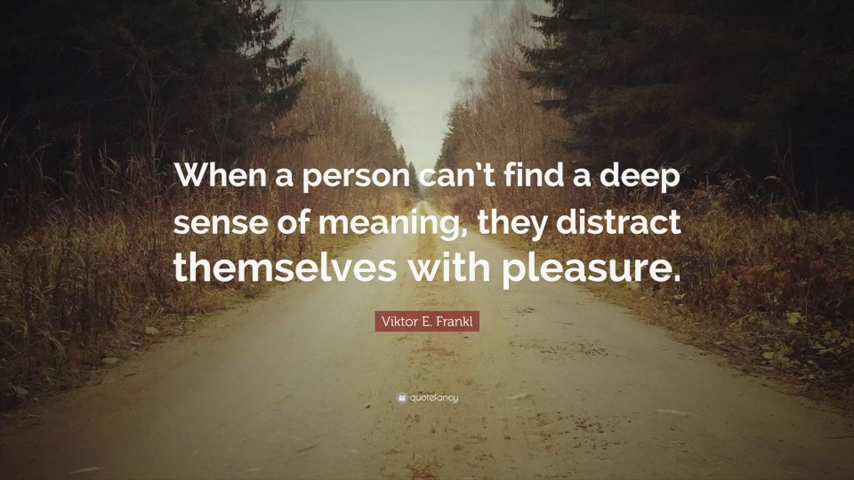 When a person can’t find a deep
sense of meaning, they distract
themselves with pleasure.
Viktor E. Frankl
quotefancy